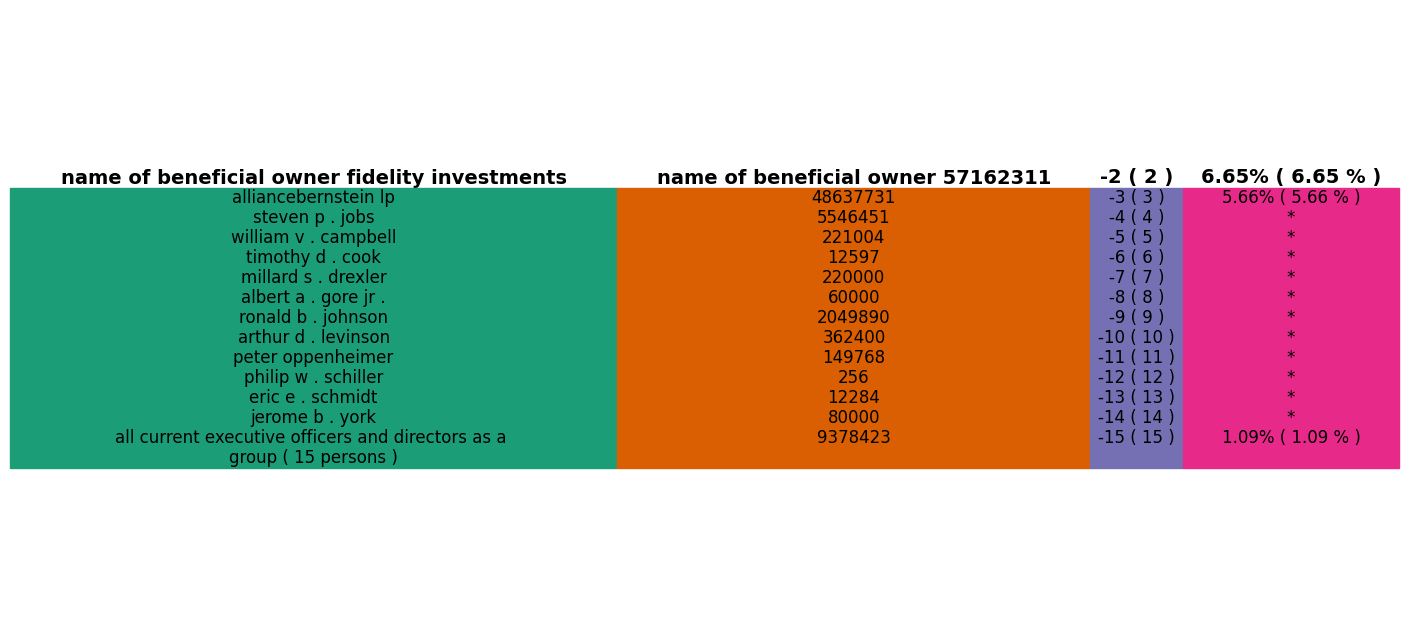 name of beneficial owner fidelity investments name of beneficial owner 57162311 -2 ( 2 ) 6.65% ( 6.65 % )
alliancebernstein lp 48637731 -3 ( 3 ) 5.66% ( 5.66 % )
steven p . jobs 5546451 -4 ( 4 ) *
william v . campbell 221004 -5 ( 5 ) *
timothy d . cook 12597 -6 ( 6 ) *
millard s . drexler 220000 -7 ( 7 ) *
albert a . gore jr . 60000 -8 ( 8 ) *
ronald b . johnson 2049890 -9 ( 9 ) *
arthur d . levinson 362400 -10 ( 10 ) *
peter oppenheimer 149768 -11 ( 11 ) *
philip w . schiller 256 -12 ( 12 ) *
eric e . schmidt 12284 -13 ( 13 ) *
jerome b . york 80000 -14 ( 14 ) *
all current executive officers and directors as a 9378423 -15 ( 15 ) 1.09% ( 1.09 % )
group ( 15 persons )